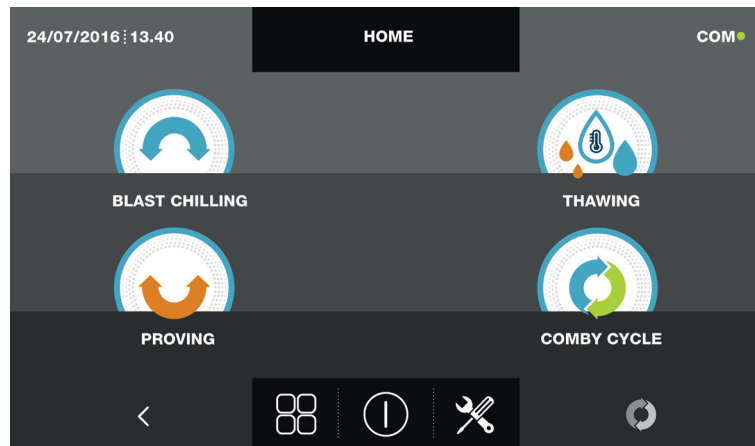 24/07/2016 13.40
HOME
COM
BLAST CHILLING
THAWING
PROVING
COMBY CYCLE